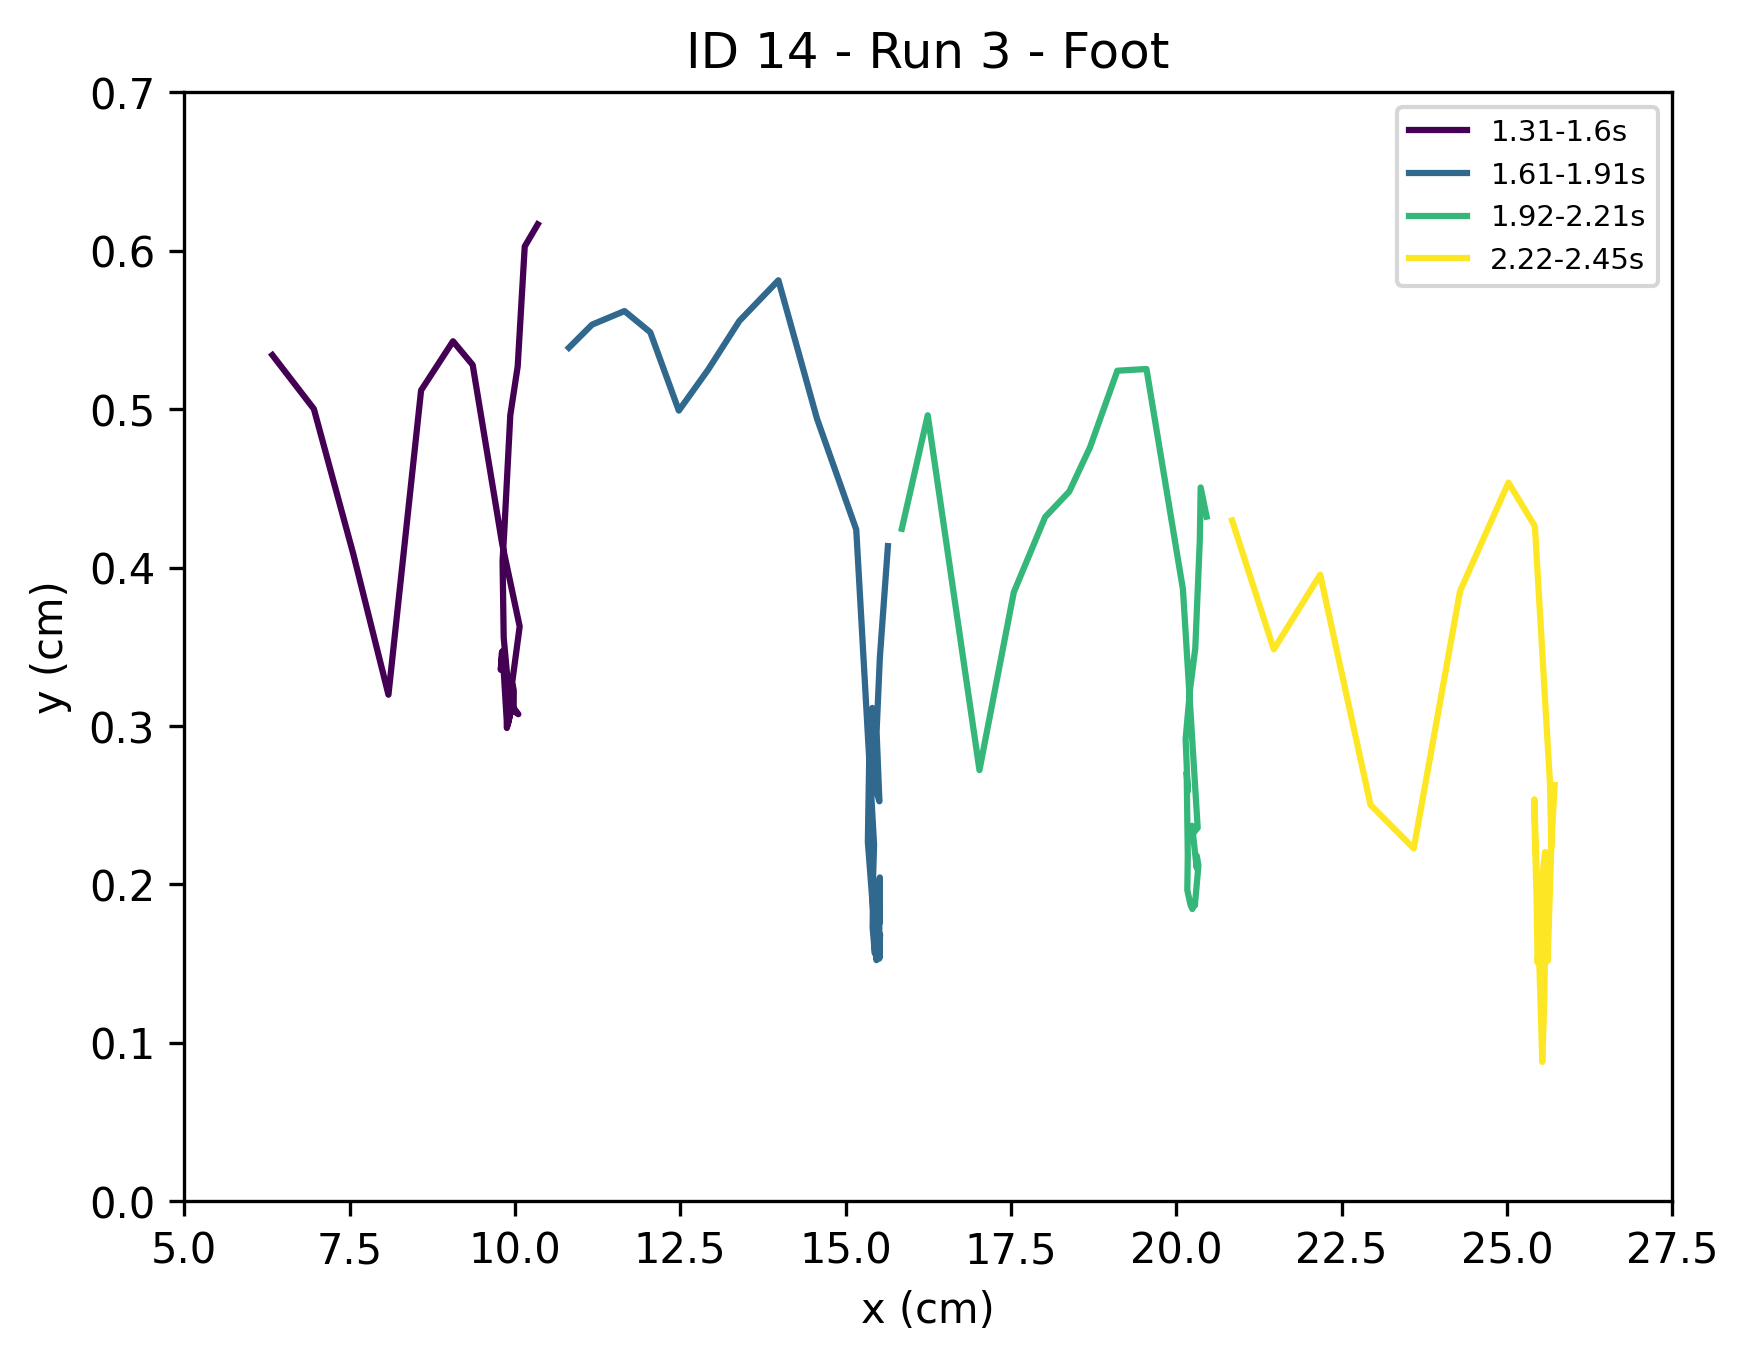 ID 14 - Run 3 - Foot
0.7
0.6
0.5
0.4
0.3
0.2
0.1
0.0
y (cm)
1.31-1.6s
1.61-1.91s
1.92-2.21s
2.22-2.45s
5.0 7.5 10.0 12.5 15.0 17.5 20.0 22.5 25.0 27.5
x (cm)